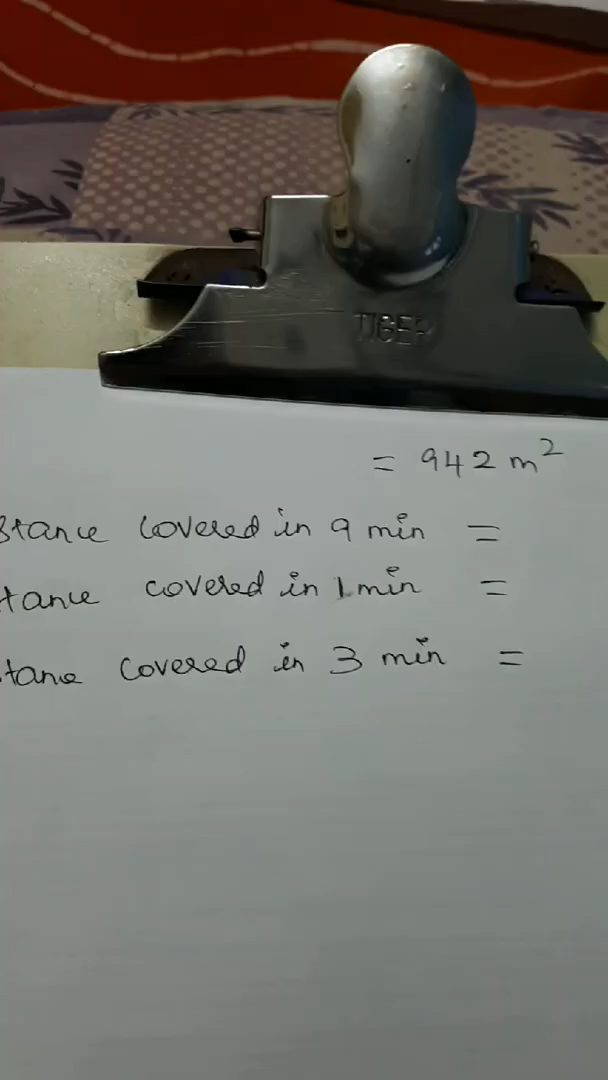 TIGER
= 942 m²
stance covered in 9 min =
tance covered in 1 min =
tance covered in 3 min =